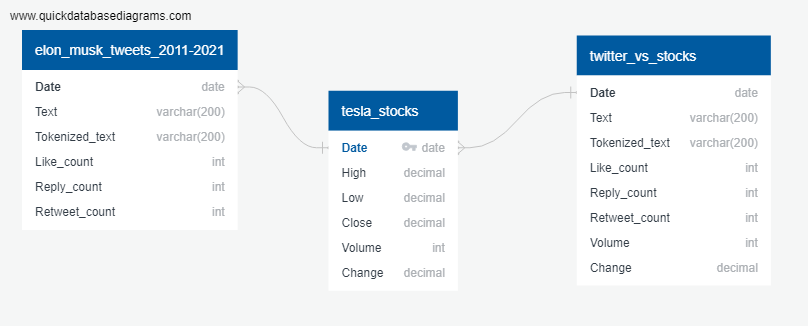 www.quickdatabasediagrams.com
elon_musk_tweets_2011-2021
Date date
Text varchar(200)
Tokenized_text varchar(200)
Like_count int
Reply_count int
Retweet_count int
tesla_stocks
Date date
High decimal
Low decimal
Close decimal
Volume int
Change decimal
twitter_vs_stocks
Date date
Text varchar(200)
Tokenized_text varchar(200)
Like_count int
Reply_count int
Retweet_count int
Volume int
Change decimal